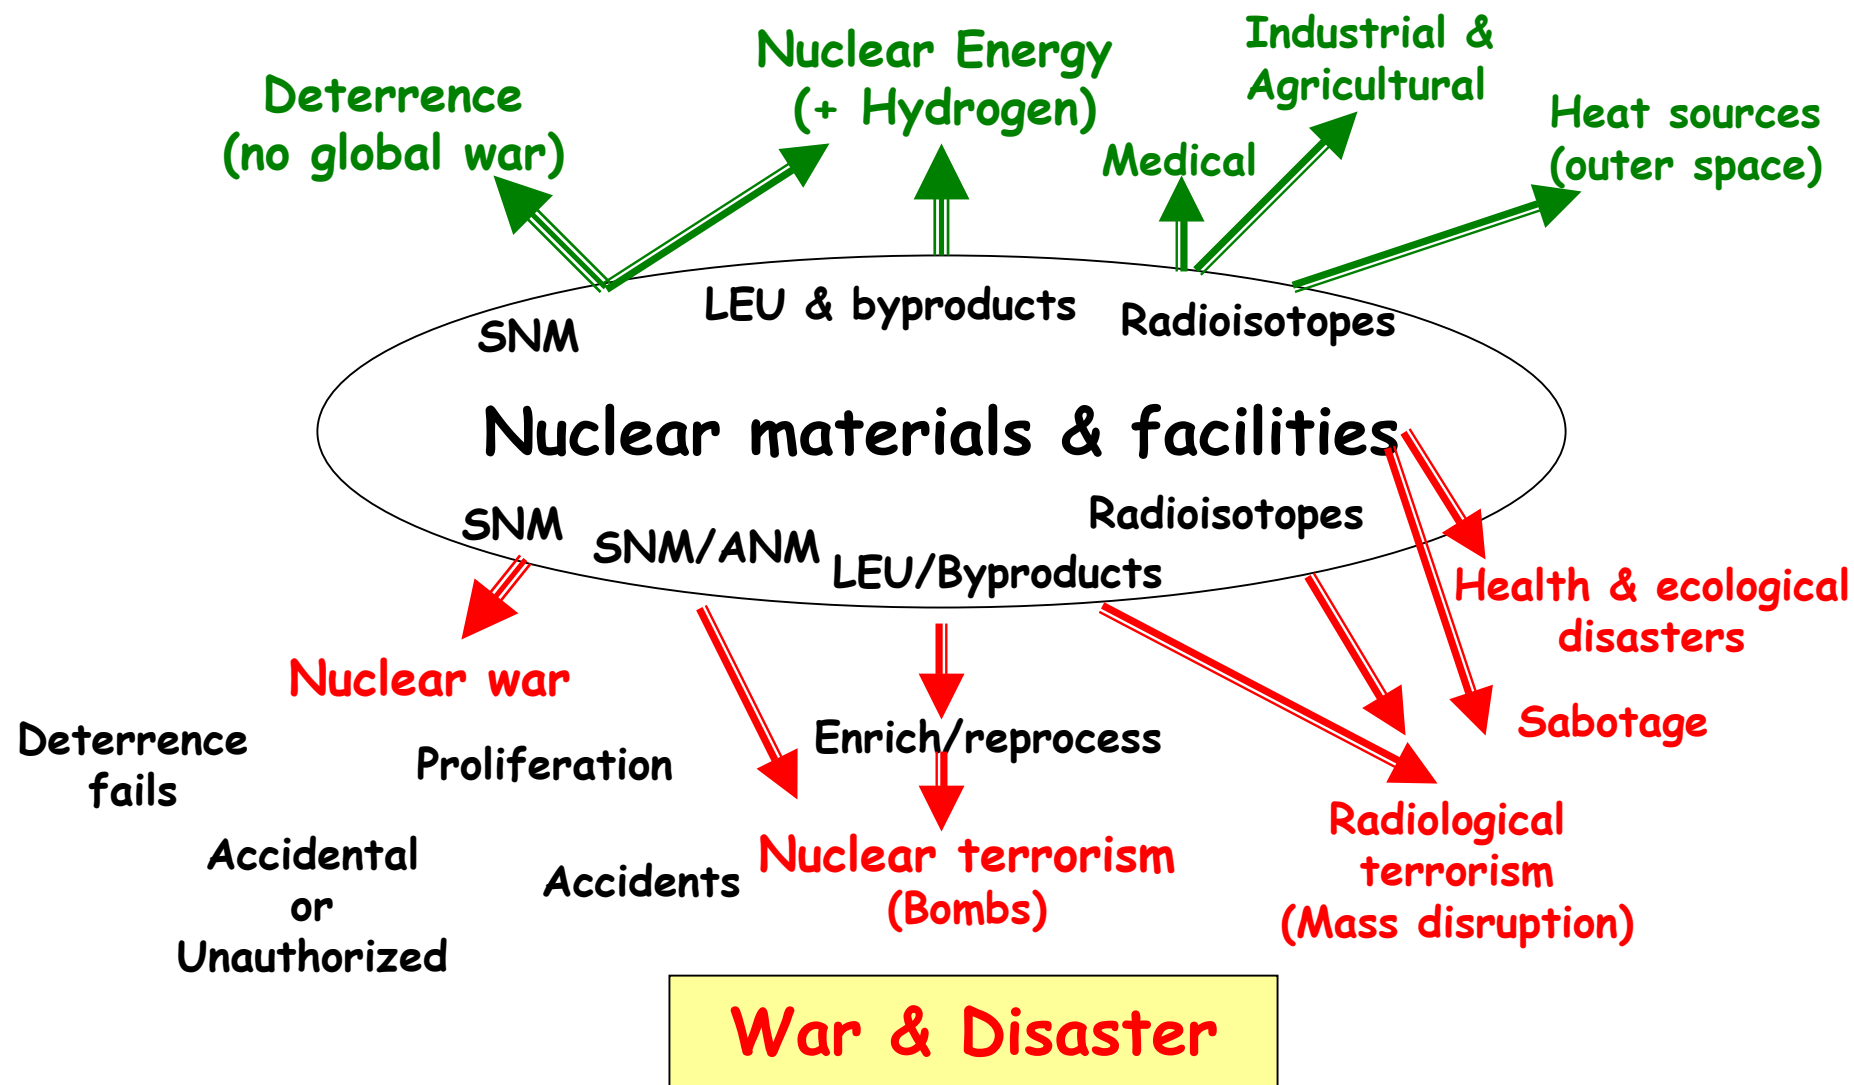 Deterrence
(no global war)
Nuclear Energy
(+ Hydrogen)
Medical
Industrial &
Agricultural
Heat sources
(outer space)
SNM
LEU & byproducts
Radioisotopes
Nuclear materials & facilities
SNM
SNM/ANM
LEU/Byproducts
Radioisotopes
Health & ecological
disasters
Nuclear war
Sabotage
Deterrence
fails
Proliferation
Enrich/reprocess
Accidental
or
Unauthorized
Accidents
Nuclear terrorism
(Bombs)
Radiological
terrorism
(Mass disruption)
War & Disaster